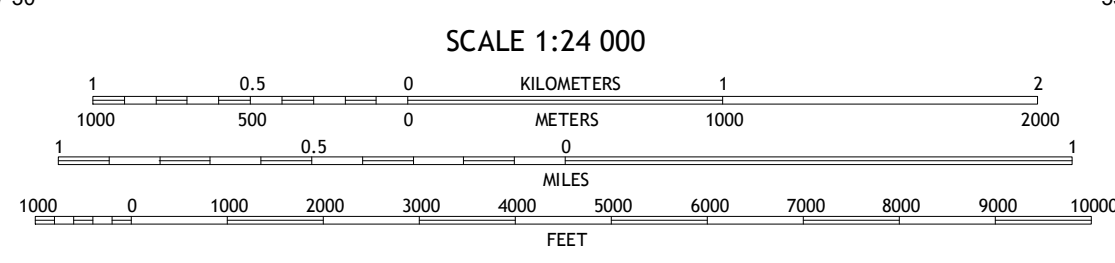 SCALE 1:24 000
1 0.5 0 KILOMETERS 1 2
1000 500 0 METERS 1000 2000
1 0.5 0 1
MILES
1000 0 1000 2000 3000 4000 5000 6000 7000 8000 9000 10000
FEET